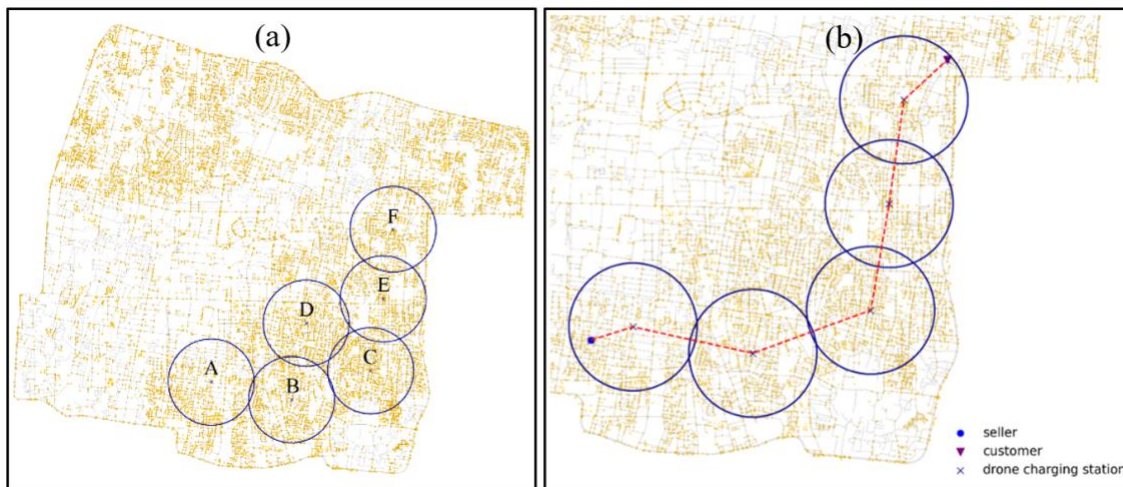 (a)
F
E
D
C
A
B
(b)
seller
customer
drone charging station